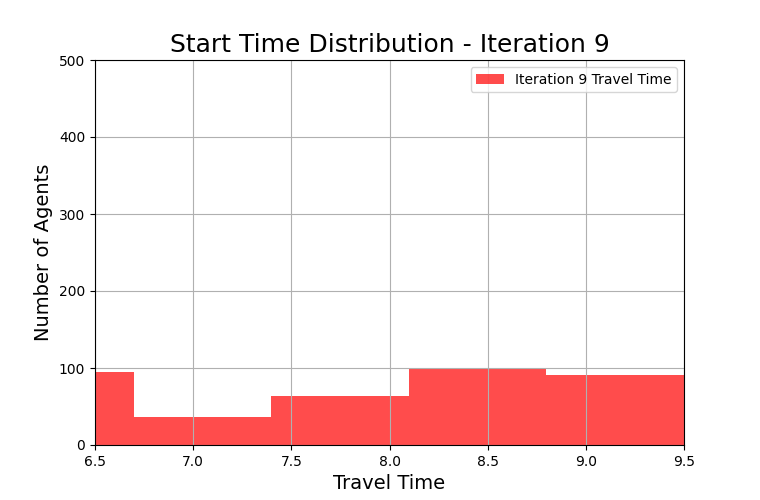 Start Time Distribution - Iteration 9
500
Iteration 9 Travel Time
400
300
200
100
0
Number of Agents
6.5 7.0 7.5 8.0 8.5 9.0 9.5
Travel Time